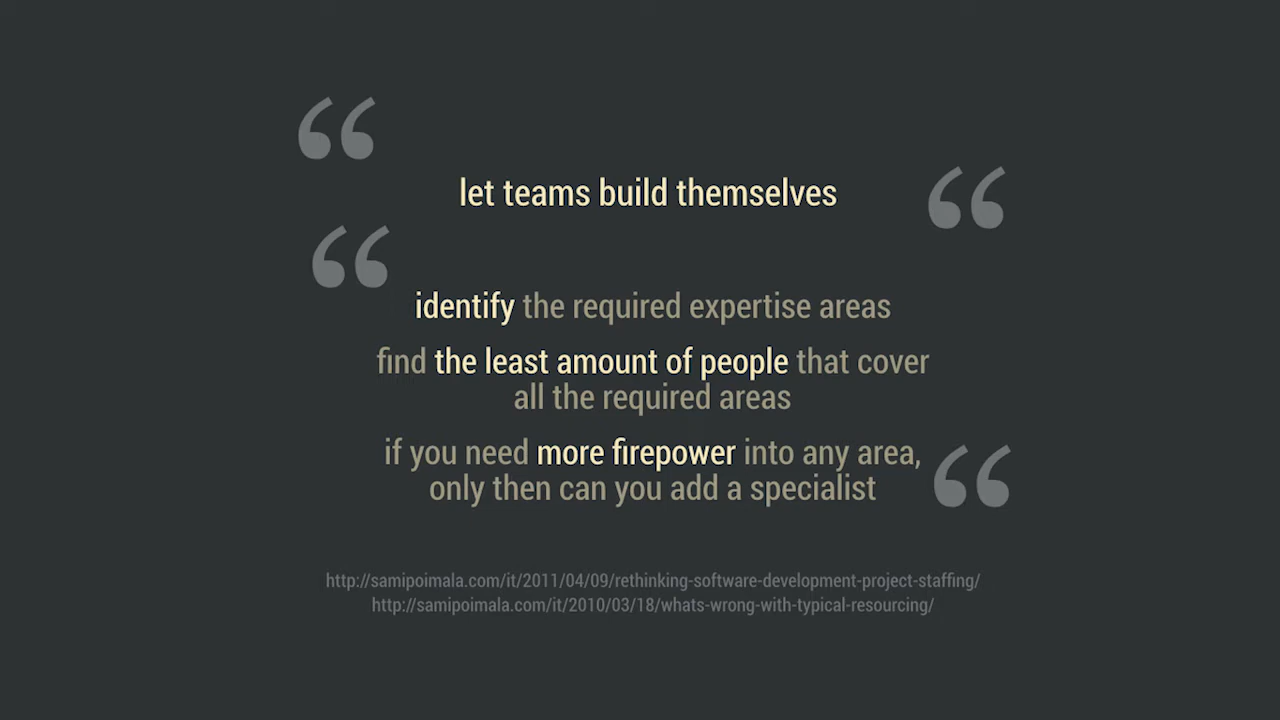 “
let teams build themselves
“
“
identify the required expertise areas
find the least amount of people that cover
all the required areas
if you need more firepower into any area,
only then can you add a specialist
“
http://samipoimala.com/it/2011/04/09/rethinking-software-development-project-staffing/
http://samipoimala.com/it/2010/03/18/whats-wrong-with-typical-resourcing/